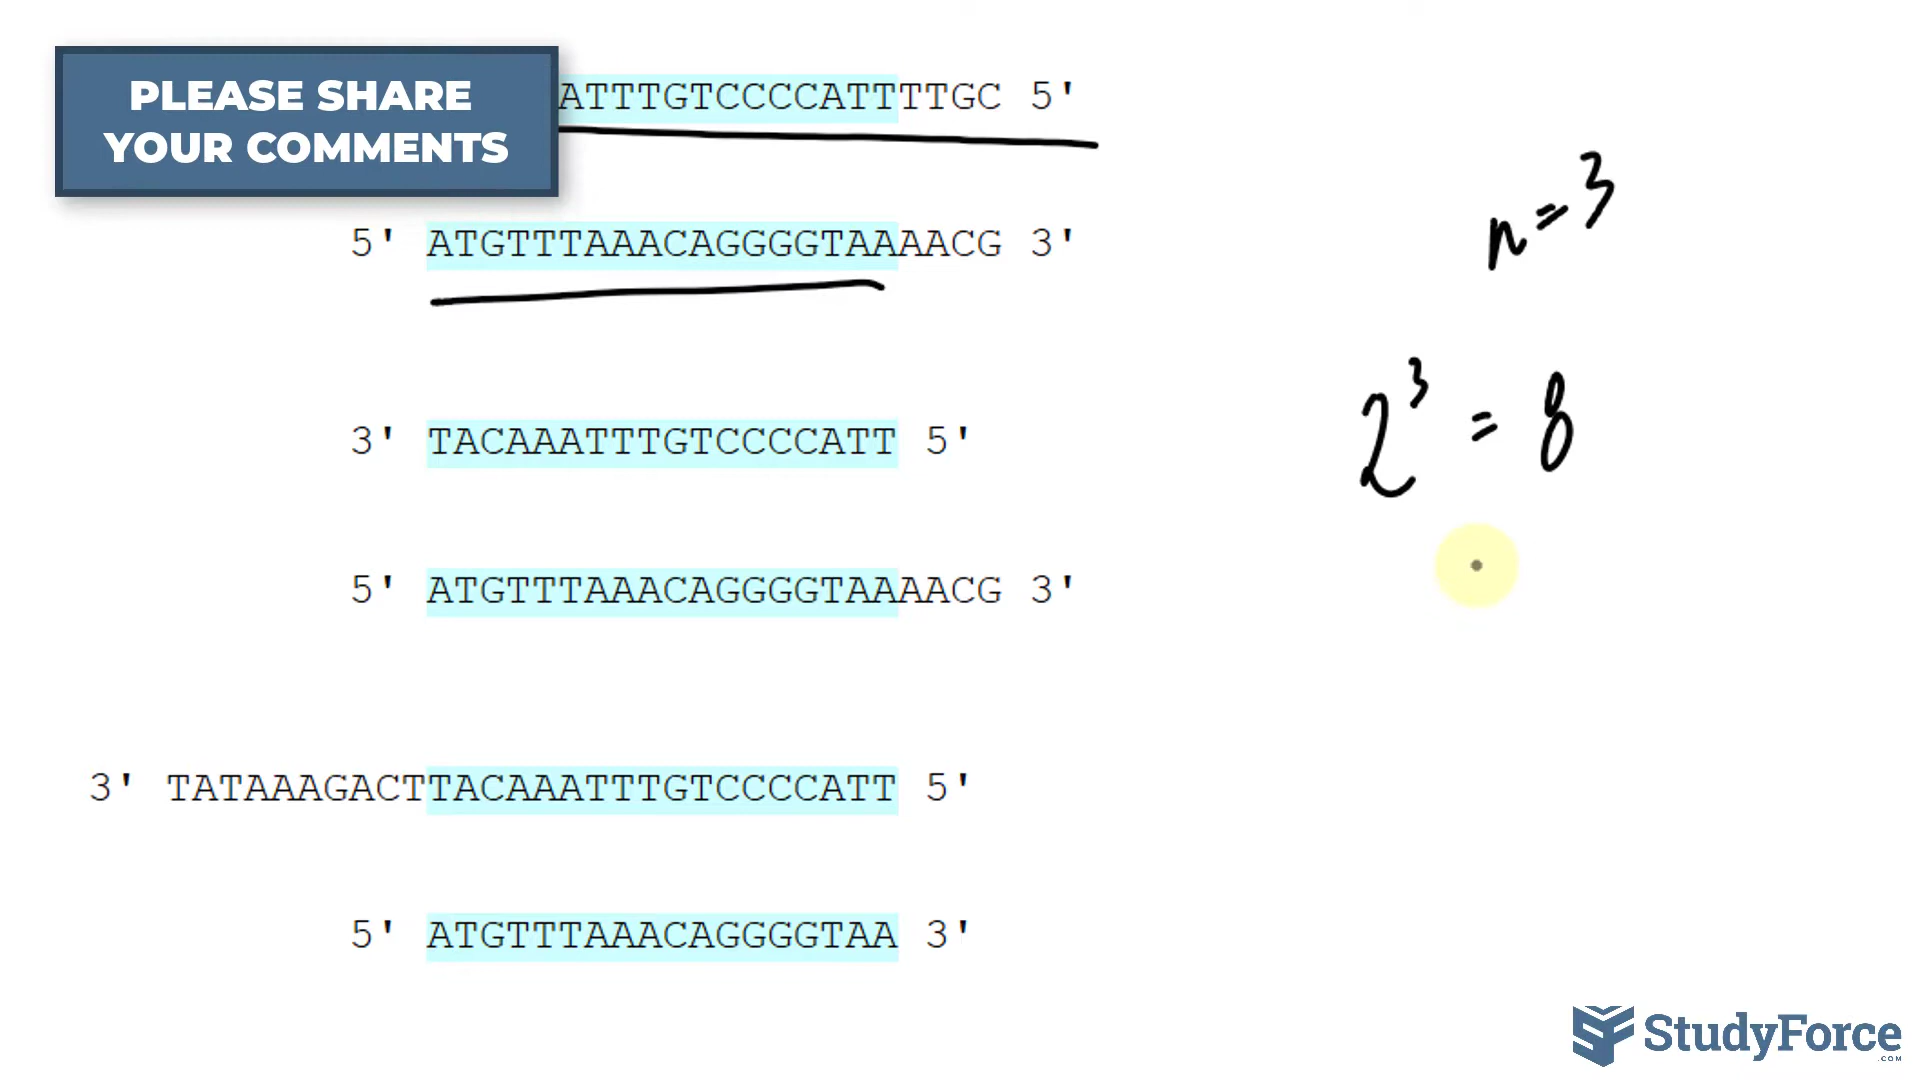 PLEASE SHARE
YOUR COMMENTS
ATTTGTCCCCATTTTGC 5'
5' ATGTTTAAACAGGGGTAAAACG 3'
n=3
3' TACAAATTTGTCCCCATT 5'
2³ = 8
5' ATGTTTAAACAGGGGTAAAACG 3'
3' TATAAAGACTTACAAATTTGTCCCCATT 5'
5' ATGTTTAAACAGGGGTAA 3'
StudyForce
.COM